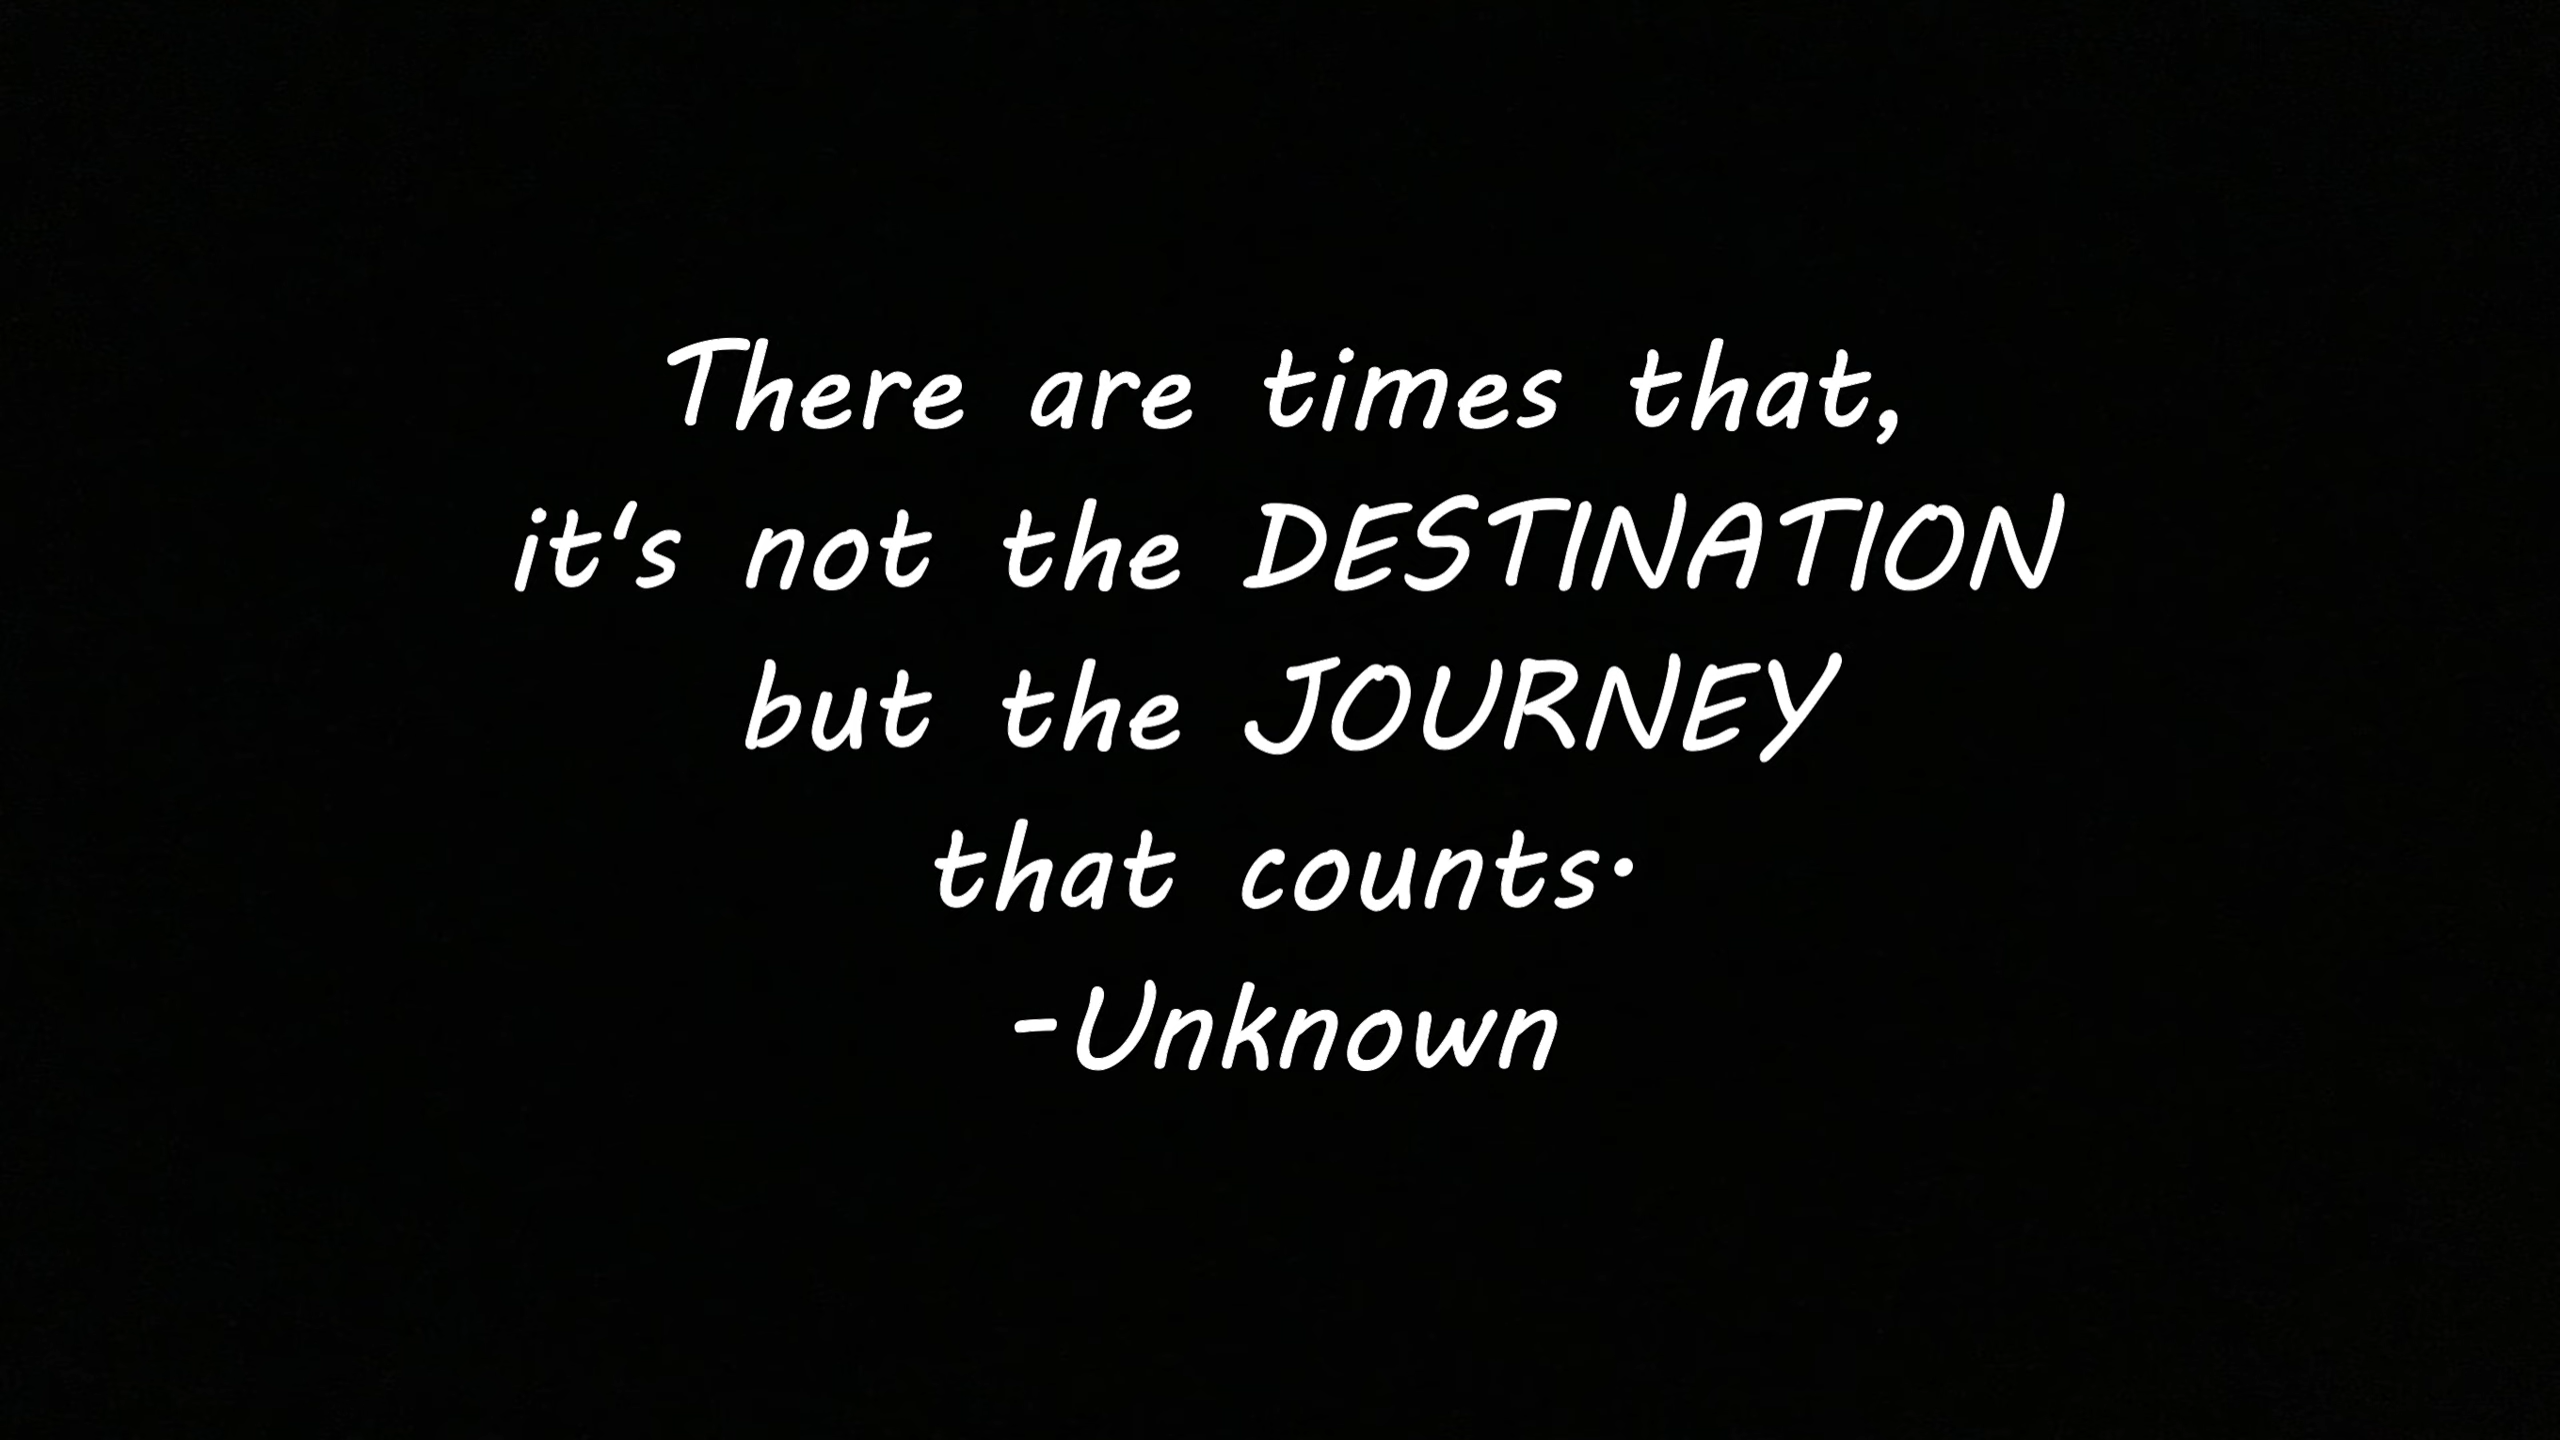 There are times that,
it's not the DESTINATION
but the JOURNEY
that counts.
-Unknown